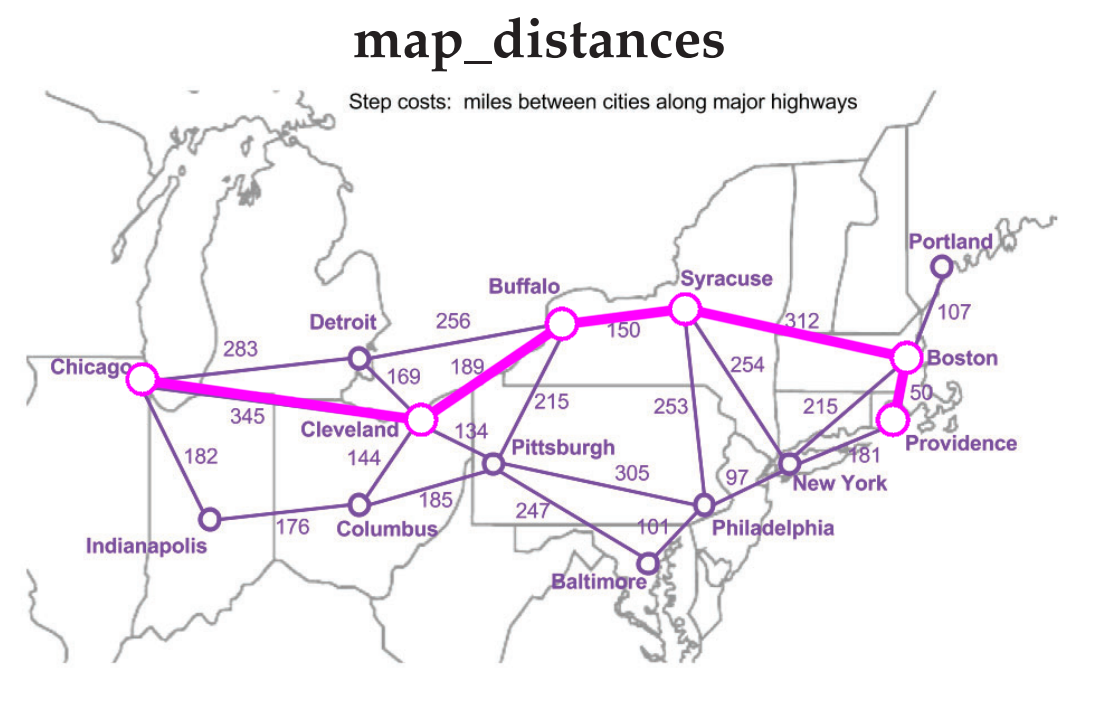 map_distances
Step costs: miles between cities along major highways
Portland
Syracuse
Buffalo
107
Detroit
256
312
150
283
Boston
Chicago
189
254
169
50
215
253
215
345
Cleveland
134
Providence
Pittsburgh
182
144
181
305
97
New York
185
247
176
Columbus
101
Philadelphia
Indianapolis
Baltimore